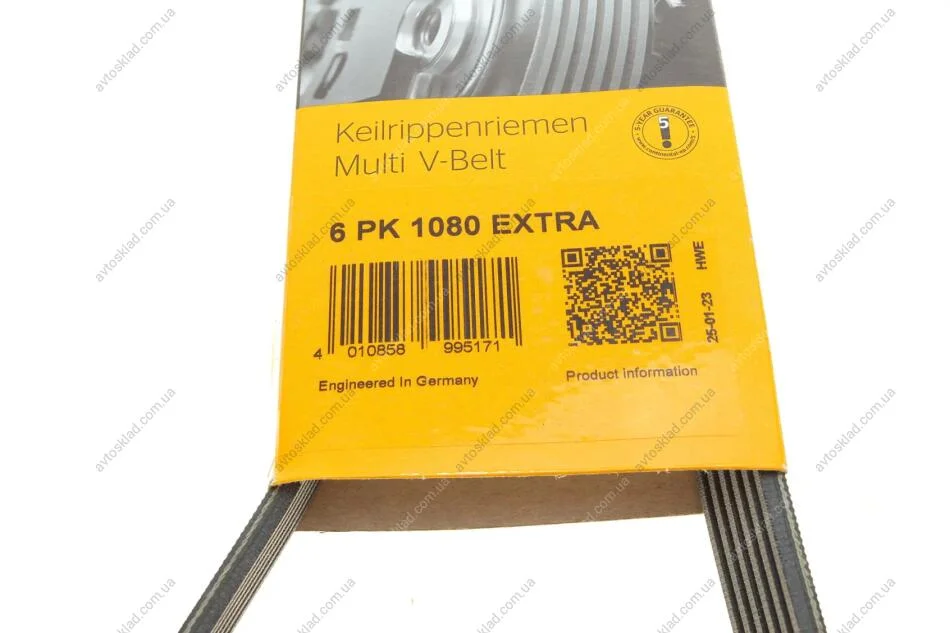 Keilrippenriemen
Multi V-Belt
5-YEAR GUARANTEE
5
6 PK 1080 EXTRA
4 010858 995171
Engineered In Germany
Product information
25-01-23 HWE
avtosklad.com.ua